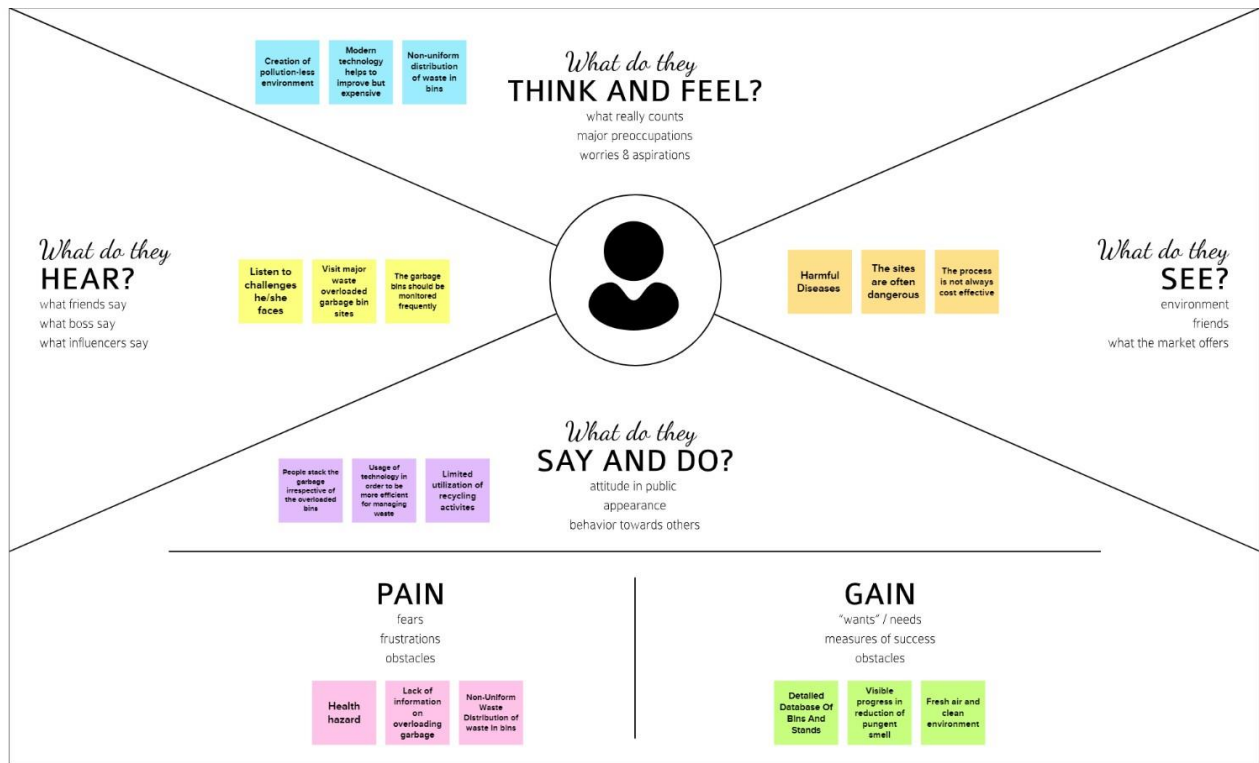 Creation of
pollution-less
environment
Modern
technology
helps to
improve but
expensive
Non-uniform
distribution
of waste in
bins
What do they
THINK AND FEEL?
what really counts
major preoccupations
worries & aspirations
What do they
HEAR?
what friends say
what boss say
what influencers say
Listen to
challenges
he/she
faces
Visit major
waste
overloaded
garbage bin
sites
The garbage
bins should be
monitored
frequently
Harmful
Diseases
The sites
are often
dangerous
The process
is not always
cost effective
What do they
SEE?
environment
friends
what the market offers
What do they
SAY AND DO?
attitude in public
appearance
behavior towards others
People stack the
garbage
irrespective of
the overloaded
bins
Usage of
technology in
order to be
more efficient
for managing
waste
Limited
utilization of
recycling
activites
PAIN
fears
frustrations
obstacles
Health
hazard
Lack of
information
on
overloading
garbage
Non-Uniform
Waste
Distribution of
waste in bins
GAIN
"wants" / needs
measures of success
obstacles
Detailed
Database Of
Bins And
Stands
Visible
progress in
reduction of
pungent
smell
Fresh air and
clean
environment